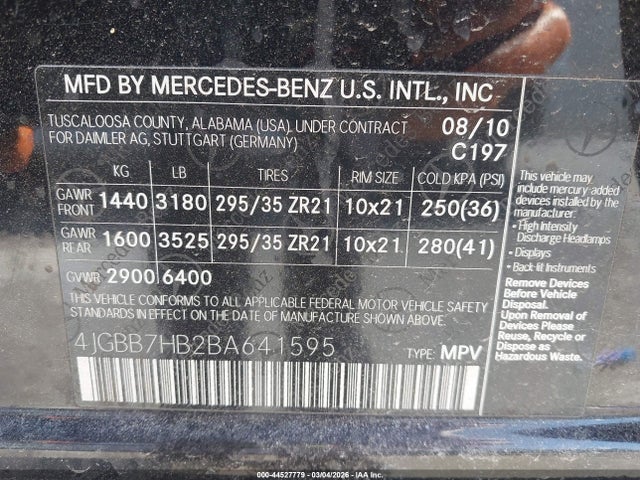 MFD BY MERCEDES-BENZ U.S. INTL., INC
TUSCALOOSA COUNTY, ALABAMA (USA), UNDER CONTRACT
FOR DAIMLER AG, STUTTGART (GERMANY)
08/10
C197
KG LB TIRES RIM SIZE COLD KPA (PSI)
GAWR FRONT 1440 3180 295/35 ZR21 10x21 250(36)
GAWR REAR 1600 3525 295/35 ZR21 10x21 280(41)
GVWR 2900 6400
THIS VEHICLE CONFORMS TO ALL APPLICABLE FEDERAL MOTOR VEHICLE SAFETY
STANDARDS IN EFFECT ON THE DATE OF MANUFACTURE SHOWN ABOVE.
4JGBB7HB2BA641595
TYPE: MPV
This vehicle may
include mercury-added
devices installed by the
manufacturer:
• High Intensity
Discharge Headlamps
• Displays
• Back-lit Instruments
Remove Devices
Before Vehicle
Disposal.
Upon Removal of
Devices Please
Reuse, Recycle or
Dispose as
Hazardous Waste.
000-44527779 — 03/04/2026 — IAA Inc.